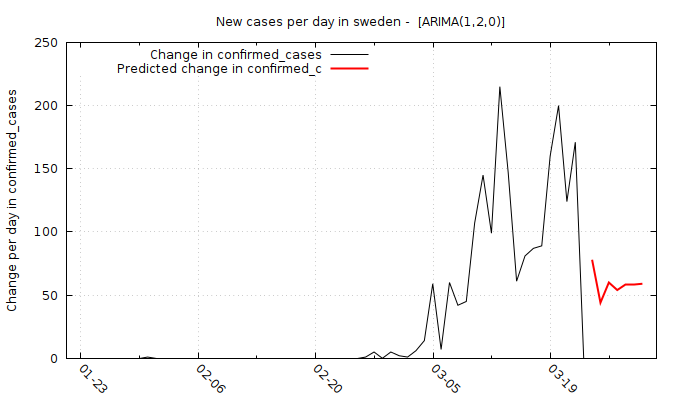 New cases per day in sweden -  [ARIMA(1,2,0)]
Change in confirmed_cases
Predicted change in confirmed_c
Change per day in confirmed_cases
250
200
150
100
50
0
01-23
02-06
02-20
03-05
03-19